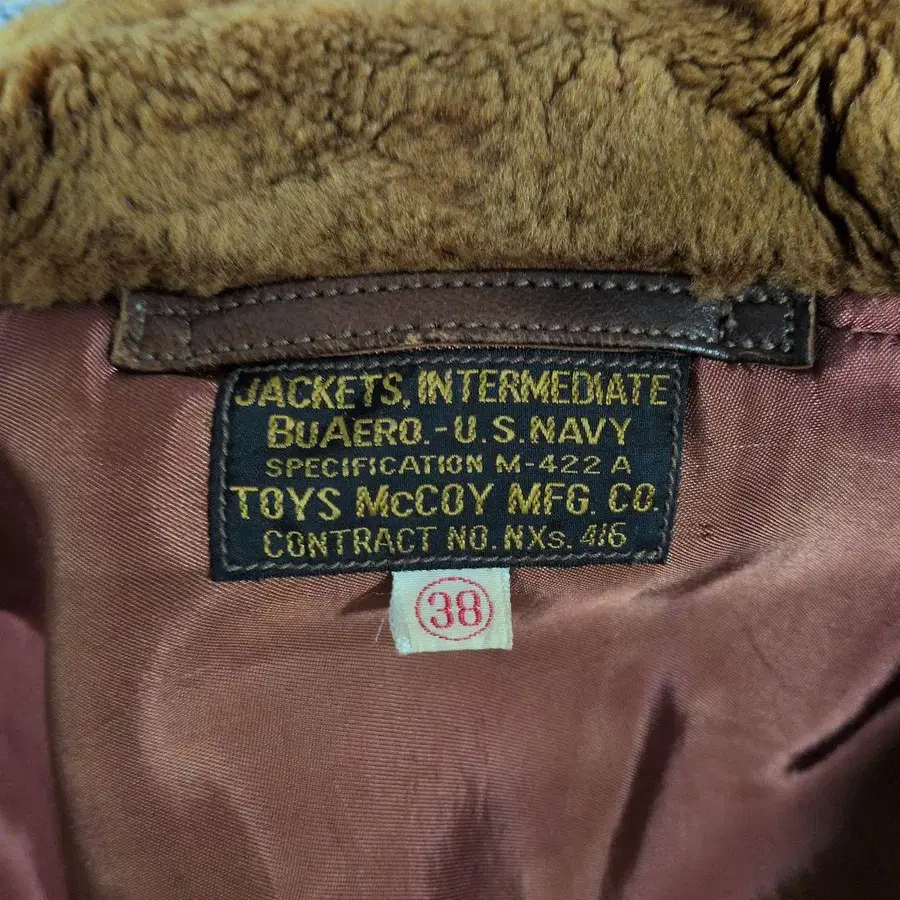 JACKETS, INTERMEDIATE
BUAERO.-U.S.NAVY
SPECIFICATION M-422 A
TOYS McCOY MFG. CO.
CONTRACT NO. NXs. 416
38